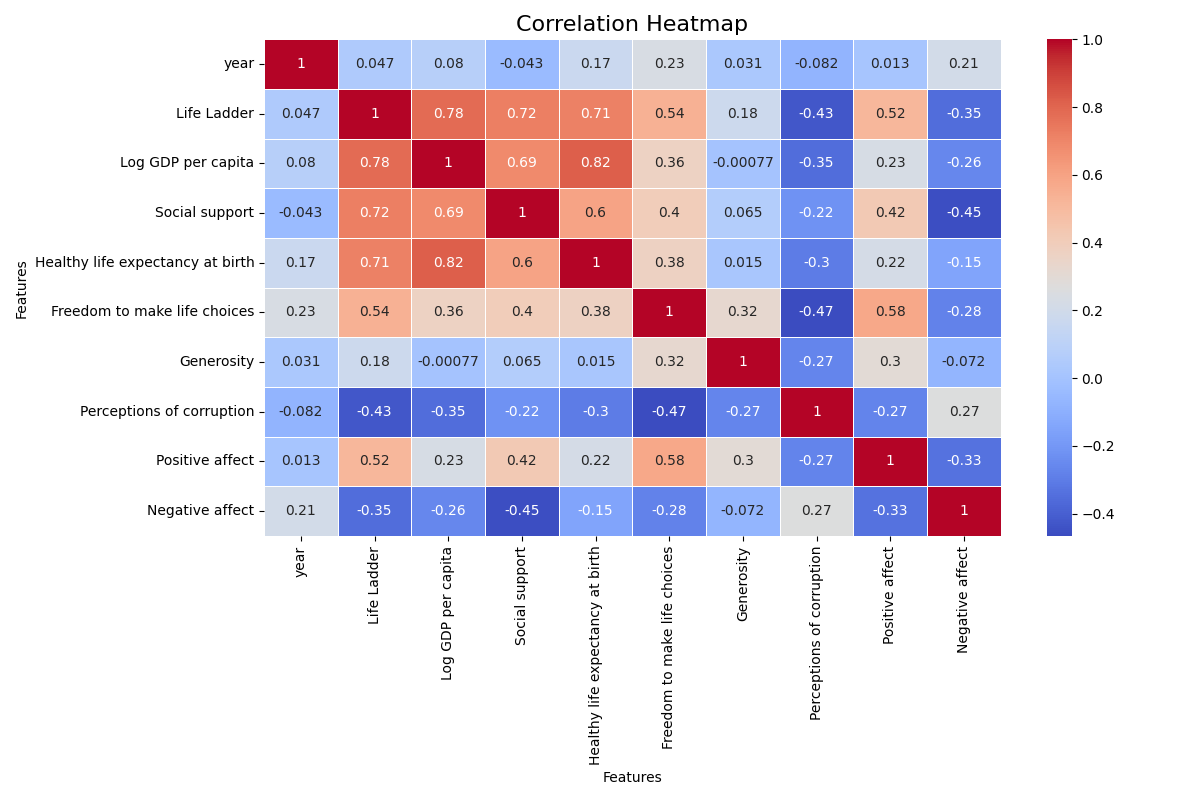 Correlation Heatmap
year 1 0.047 0.08 -0.043 0.17 0.23 0.031 -0.082 0.013 0.21
Life Ladder 0.047 1 0.78 0.72 0.71 0.54 0.18 -0.43 0.52 -0.35
Log GDP per capita 0.08 0.78 1 0.69 0.82 0.36 -0.00077 -0.35 0.23 -0.26
Social support -0.043 0.72 0.69 1 0.6 0.4 0.065 -0.22 0.42 -0.45
Healthy life expectancy at birth 0.17 0.71 0.82 0.6 1 0.38 0.015 -0.3 0.22 -0.15
Freedom to make life choices 0.23 0.54 0.36 0.4 0.38 1 0.32 -0.47 0.58 -0.28
Generosity 0.031 0.18 -0.00077 0.065 0.015 0.32 1 -0.27 0.3 -0.072
Perceptions of corruption -0.082 -0.43 -0.35 -0.22 -0.3 -0.47 -0.27 1 -0.27 0.27
Positive affect 0.013 0.52 0.23 0.42 0.22 0.58 0.3 -0.27 1 -0.33
Negative affect 0.21 -0.35 -0.26 -0.45 -0.15 -0.28 -0.072 0.27 -0.33 1
Features
year
Life Ladder
Log GDP per capita
Social support
Healthy life expectancy at birth
Freedom to make life choices
Generosity
Perceptions of corruption
Positive affect
Negative affect
Features
1.0
0.8
0.6
0.4
0.2
0.0
−0.2
−0.4